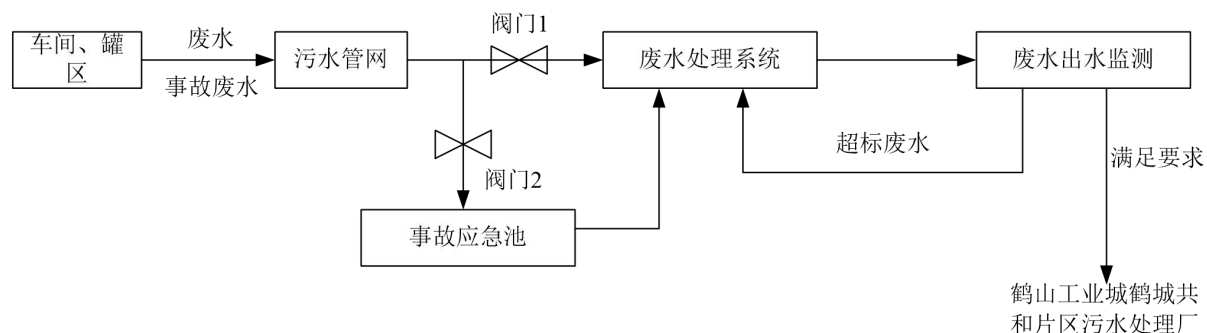 车间、罐
区
废水
事故废水
污水管网
阀门1
废水处理系统
废水出水监测
阀门2
事故应急池
超标废水
满足要求
鹤山工业城鹤城共
和片区污水处理厂